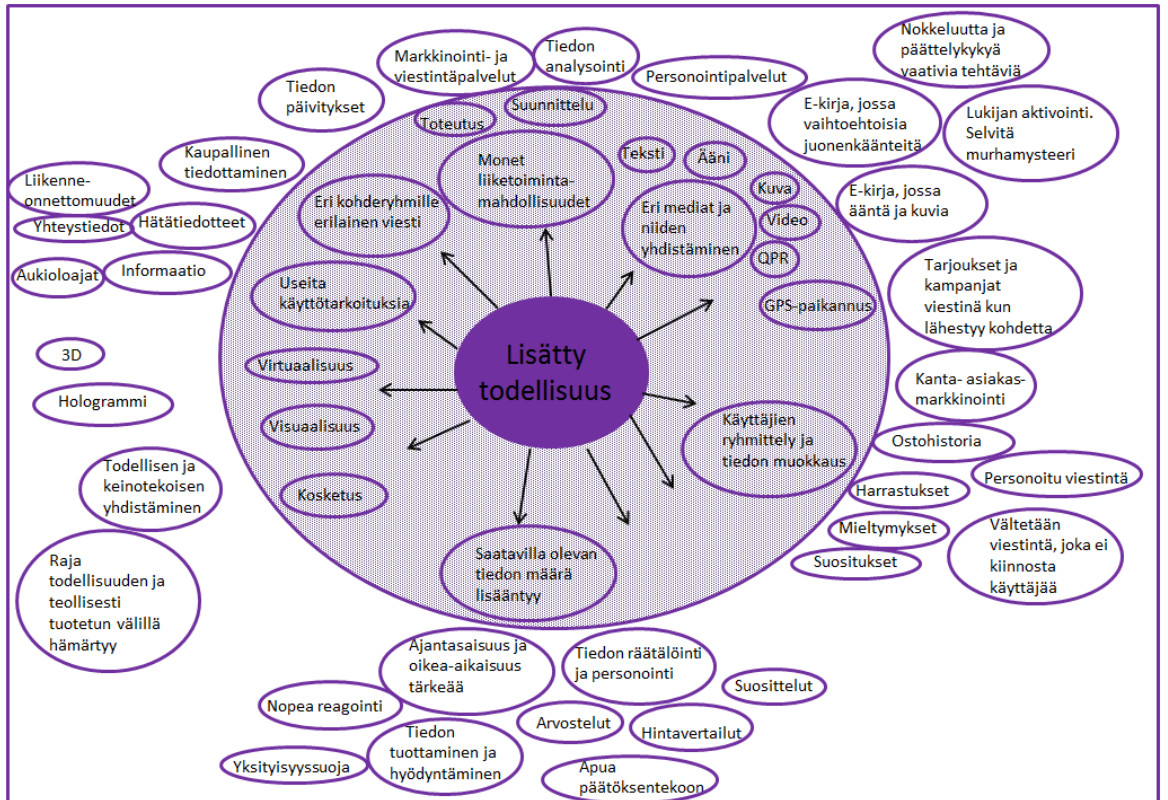 Nokkeluutta ja
päättelykykyä
vaativia tehtäviä
Markkinointi- ja
viestintäpalvelut
Tiedon
analysointi
Personointipalvelut
Tiedon
päivitykset
E-kirja, jossa
vaihtoehtoisia
juonenkäänteitä
Lukijan aktivointi.
Selvitä
murhamysteeri
Suunnittelu
Toteutus
Kaupallinen
tiedottaminen
Monet
liiketoiminta-
mahdollisuudet
Teksti
Ääni
Kuva
Video
QPR
Eri mediat ja
niiden
yhdistäminen
E-kirja, jossa
ääntä ja kuvia
Liikenne-
onnettomuudet
Yhteystiedot
Hätätiedotteet
Aukioloajat
Informaatio
Eri kohderyhmille
erilainen viesti
Useita
käyttötarkoituksia
GPS-paikannus
Tarjoukset ja
kampanjat
viestinä kun
lähestyy kohdetta
3D
Hologrammi
Virtuaalisuus
Visuaalisuus
Kosketus
Lisätty
todellisuus
Kanta- asiakas-
markkinointi
Käyttäjien
ryhmittely ja
tiedon muokkaus
Ostohistoria
Personoitu viestintä
Harrastukset
Mieltymykset
Suositukset
Vältetään
viestintä, joka ei
kiinnosta
käyttäjää
Todellisen ja
keinotekoisen
yhdistäminen
Raja
todellisuuden ja
teollisesti
tuotetun välillä
hämärtyy
Saatavilla olevan
tiedon määrä
lisääntyy
Ajantasaisuus ja
oikea-aikaisuus
tärkeää
Tiedon räätälöinti
ja personointi
Suosittelut
Nopea reagointi
Arvostelut
Hintavertailut
Tiedon
tuottaminen ja
hyödyntäminen
Yksityisyyssuoja
Apua
päätöksentekoon